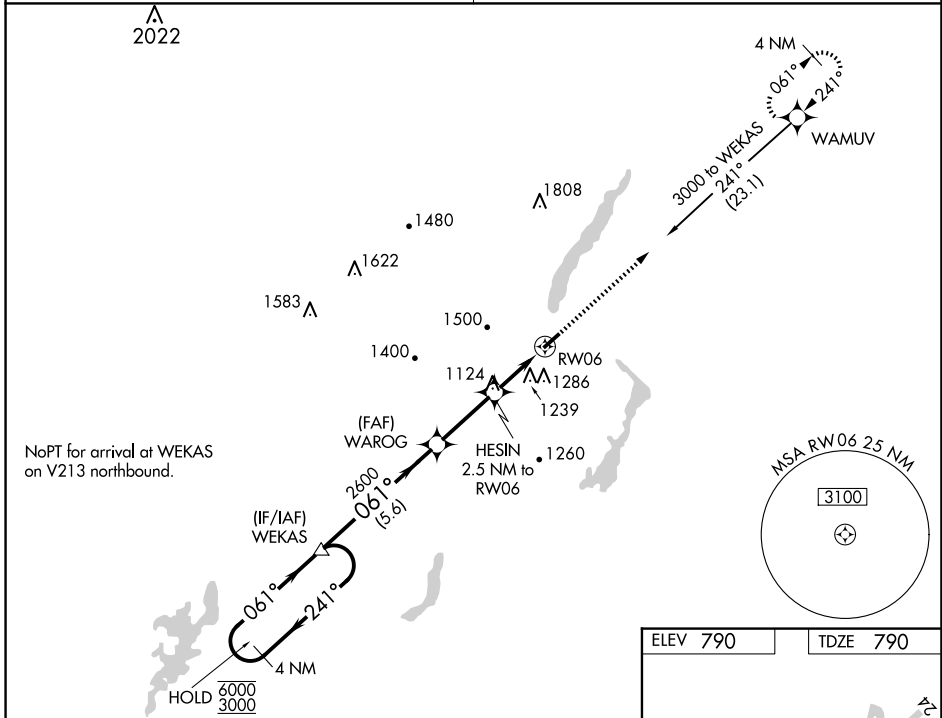 2022
4 NM
061°
241°
WAMUV
3000 to WEKAS
241°
(23.1)
1808
1480
1622
1583
1500
1400
RW06
1124
1286
1239
(FAF)
WAROG
HESIN
2.5 NM to
RW06
1260
NoPT for arrival at WEKAS
on V213 northbound.
MSA RW06 25 NM
3100
2600
061°
(5.6)
(IF/IAF)
WEKAS
061°
241°
4 NM
HOLD 6000
3000
ELEV 790
TDZE 790
24